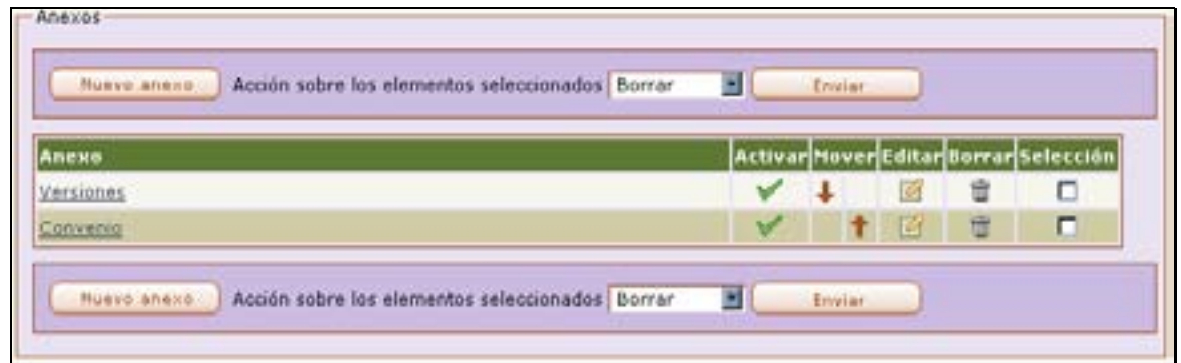 Anexos
Nuevo anexo Acción sobre los elementos seleccionados Borrar Enviar
Anexo Activar Mover Editar Borrar Selección
Versiones
Convenio
Nuevo anexo Acción sobre los elementos seleccionados Borrar Enviar